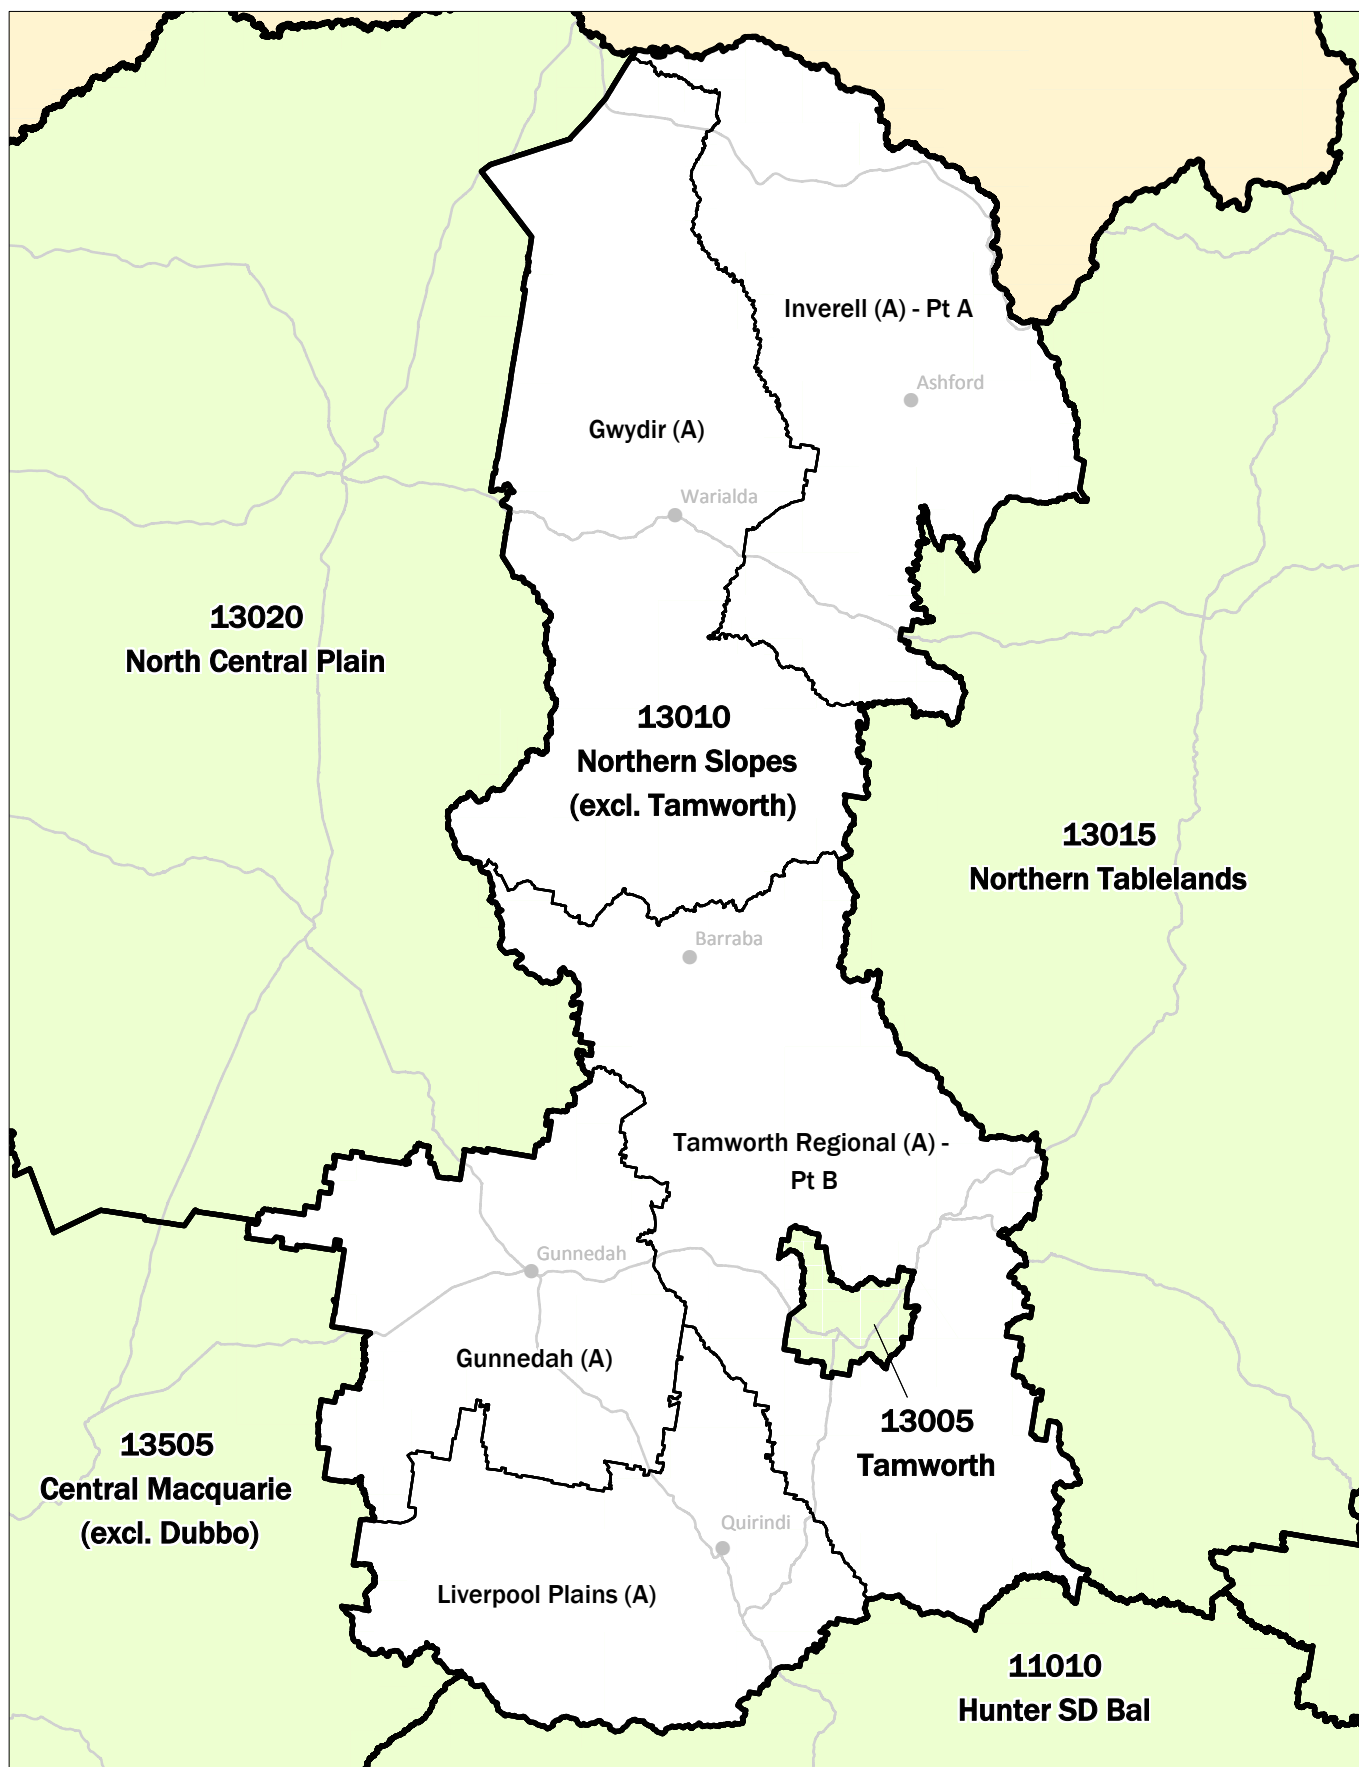 Inverell (A) - Pt A
Ashford
Gwydir (A)
Warialda
13020
North Central Plain
13010
Northern Slopes
(excl. Tamworth)
13015
Northern Tablelands
Barraba
Tamworth Regional (A) -
Pt B
Gunnedah
Gunnedah (A)
13005
Tamworth
13505
Central Macquarie
(excl. Dubbo)
Quirindi
Liverpool Plains (A)
11010
Hunter SD Bal